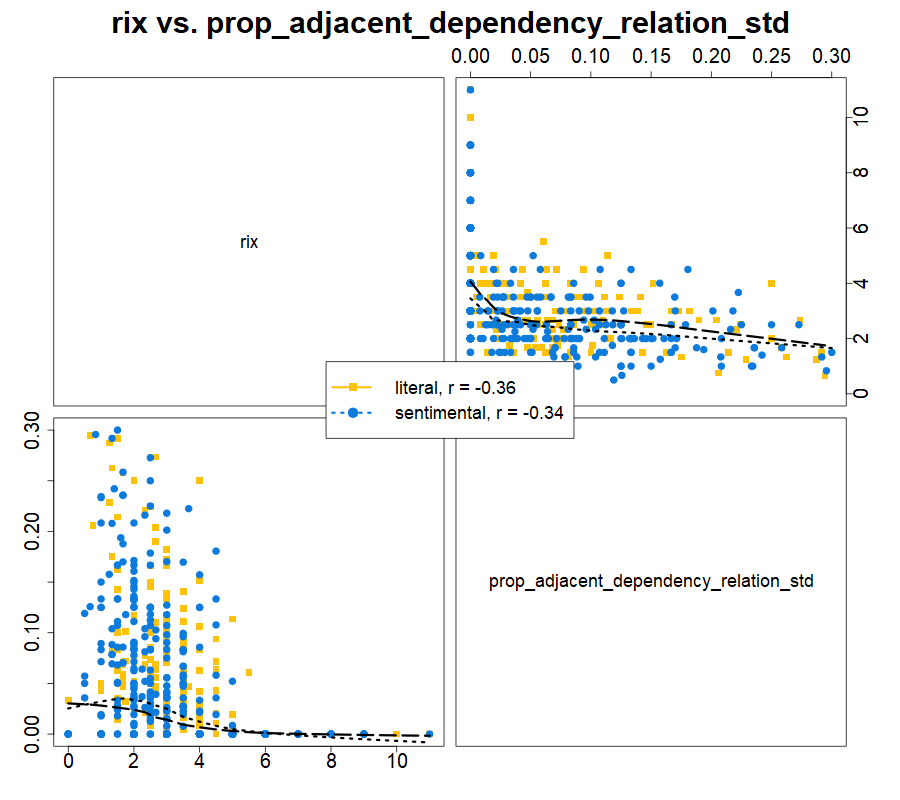 rix vs. prop_adjacent_dependency_relation_std
0.00 0.05 0.10 0.15 0.20 0.25 0.30
rix
0 2 4 6 8 10
literal, r = -0.36
sentimental, r = -0.34
0.00 0.10 0.20 0.30
prop_adjacent_dependency_relation_std
0 2 4 6 8 10